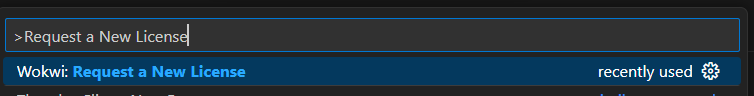 >Request a New License
Wokwi: Request a New License recently used